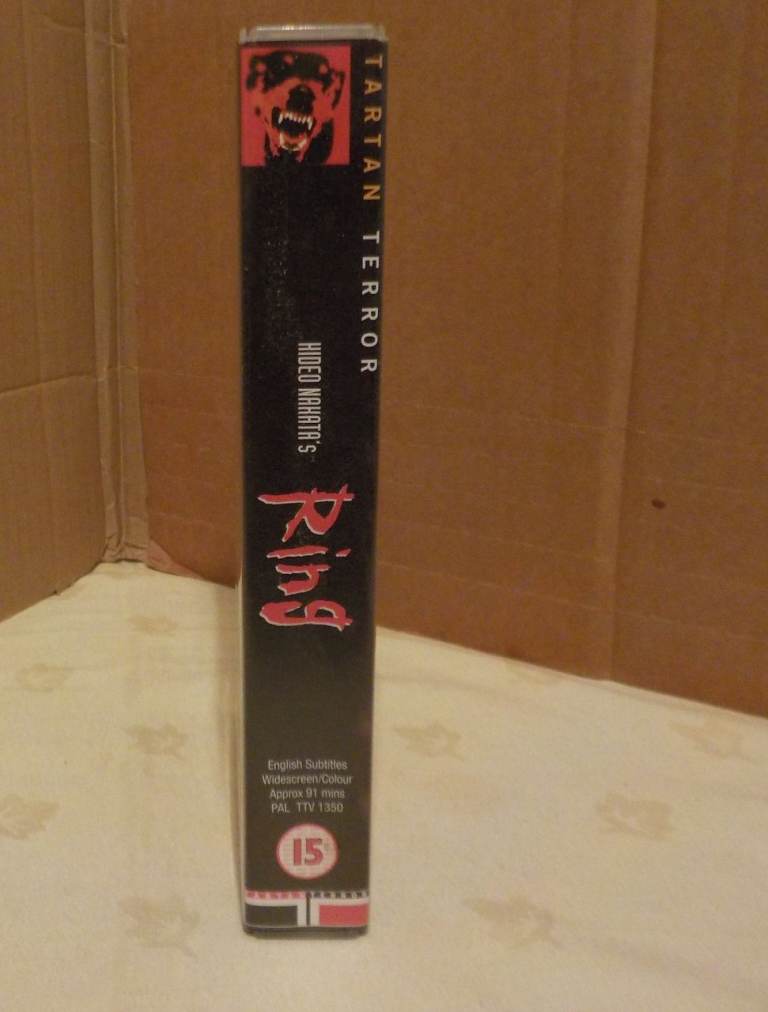 TARTAN TERROR
HIDEO NAKATA'S
Ring
English Subtitles
Widescreen/Colour
Approx 91 mins
PAL TTV 1350
15